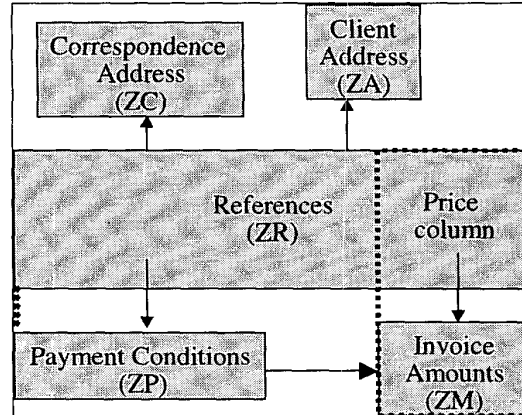 Correspondence
Address
(ZC)
Client
Address
(ZA)
References
(ZR)
Price
column
Payment Conditions
(ZP)
Invoice
Amounts
(ZM)